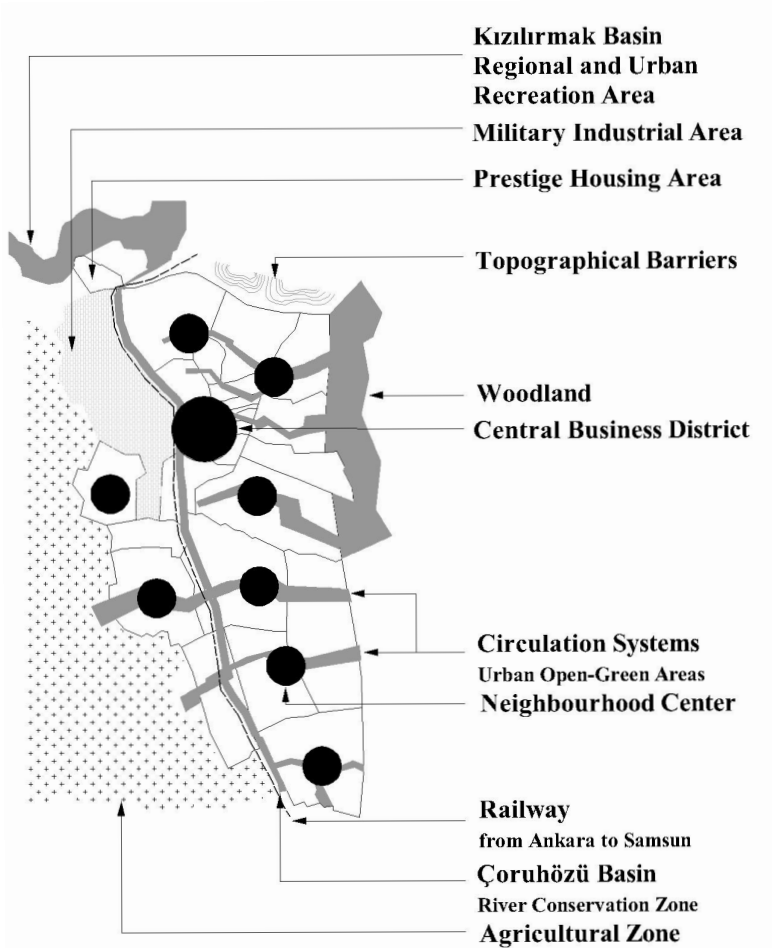 Kızılırmak Basin
Regional and Urban
Recreation Area
Military Industrial Area
Prestige Housing Area
Topographical Barriers
Woodland
Central Business District
Circulation Systems
Urban Open-Green Areas
Neighbourhood Center
Railway
from Ankara to Samsun
Çoruhözü Basin
River Conservation Zone
Agricultural Zone